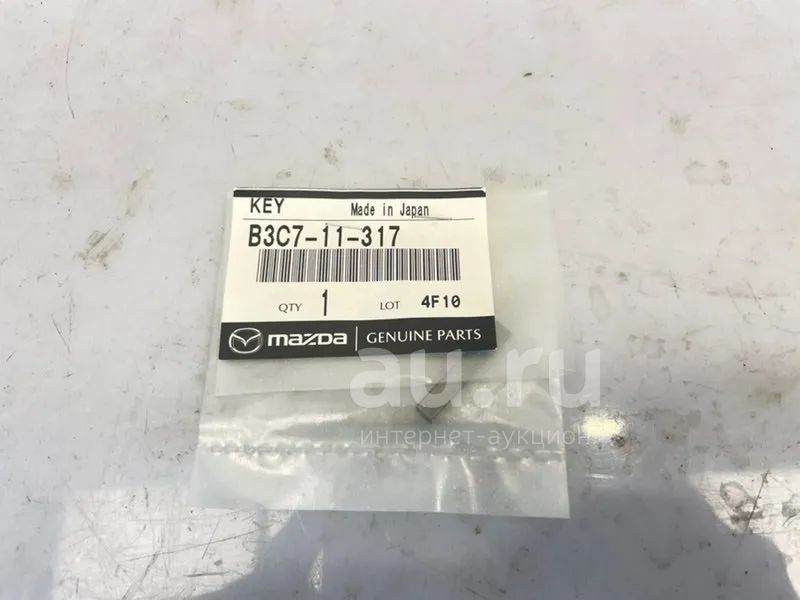 KEY Made in Japan
B3C7-11-317
QTY 1 LOT 4F10
mazda GENUINE PARTS
au.ru
интернет-аукцион